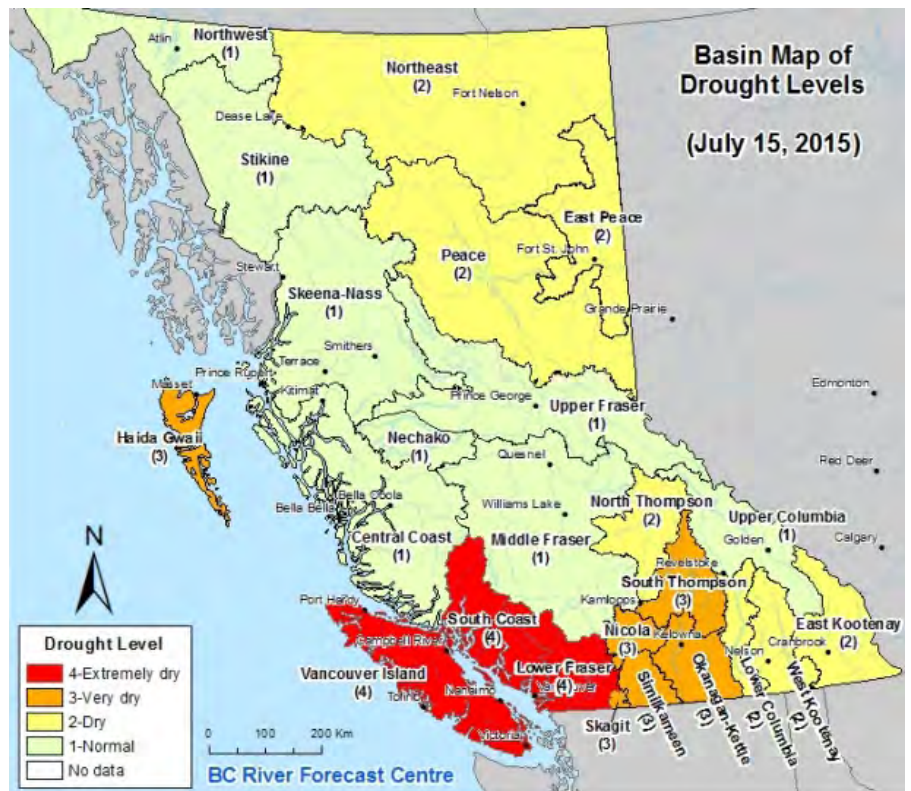 Basin Map of
Drought Levels
(July 15, 2015)
Northwest
(1)
Atlin
Northeast
(2)
Fort Nelson
Dease Lake
Stikine
(1)
East Peace
(2)
Fort St. John
Peace
(2)
Stewart
Skeena-Nass
(1)
Grande Prairie
Smithers
Terrace
Prince Rupert
Masset
Kitimat
Prince George
Edmonton
Upper Fraser
(1)
Haida Gwaii
(3)
Nechako
(1)
Quesnel
Red Deer
Bella Coola
Bella Bella
Williams Lake
North Thompson
(2)
Upper Columbia
(1)
Central Coast
(1)
Middle Fraser
(1)
Golden
Calgary
Revelstoke
South Thompson
(3)
N
Port Hardy
Kamloops
South Coast
(4)
Nicola
(3)
East Kootenay
(2)
Campbell River
Kelowna
Cranbrook
Nelson
Vancouver Island
(4)
Lower Fraser
(4)
Vancouver
Tofino
Nanaimo
Victoria
Skagit
(3)
Similkameen
(3)
Okanagan-Kettle
(3)
Lower Columbia
(2)
West Kootenay
(2)
Drought Level
4-Extremely dry
3-Very dry
2-Dry
1-Normal
No data
0 100 200 Km
BC River Forecast Centre